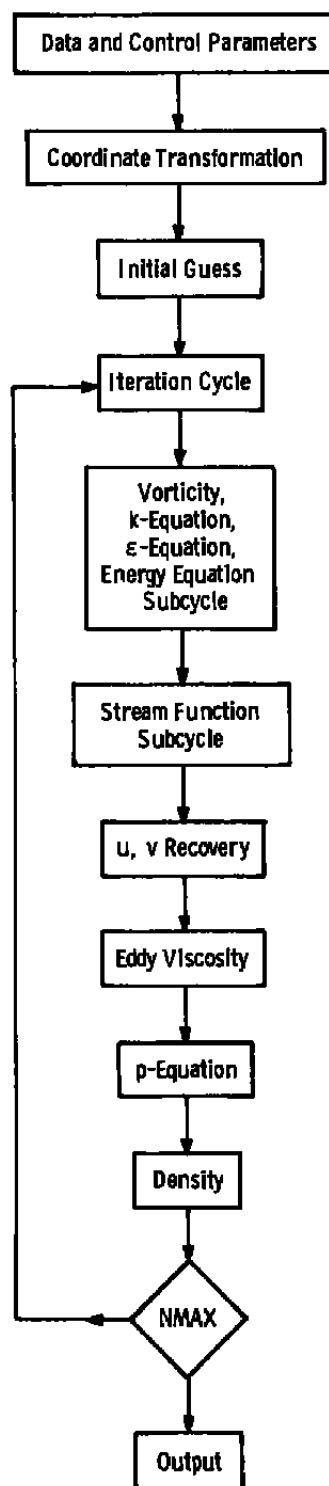 Data and Control Parameters
Coordinate Transformation
Initial Guess
Iteration Cycle
Vorticity,
k-Equation,
ε-Equation,
Energy Equation
Subcycle
Stream Function
Subcycle
u, v Recovery
Eddy Viscosity
p-Equation
Density
NMAX
Output